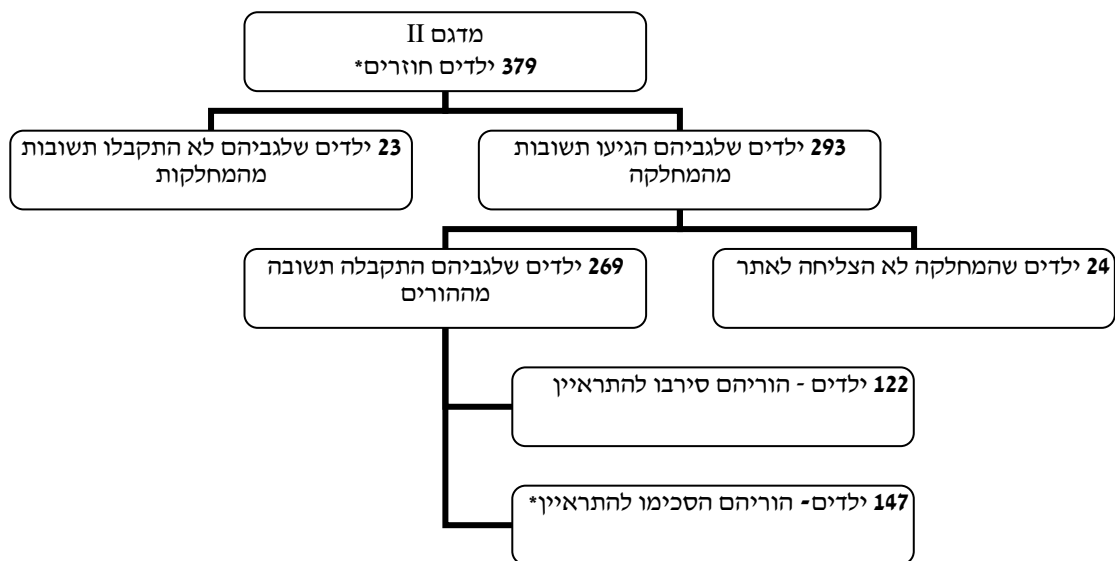 מדגם II
379 ילדים חוזרים*
293 ילדים שלגביהם הגיעו תשובות
מהמחלקה
23 ילדים שלגביהם לא התקבלו תשובות
מהמחלקות
24 ילדים שהמחלקה לא הצליחה לאתר
269 ילדים שלגביהם התקבלה תשובה
מההורים
122 ילדים - הוריהם סירבו להתראיין
147 ילדים- הוריהם הסכימו להתראיין*